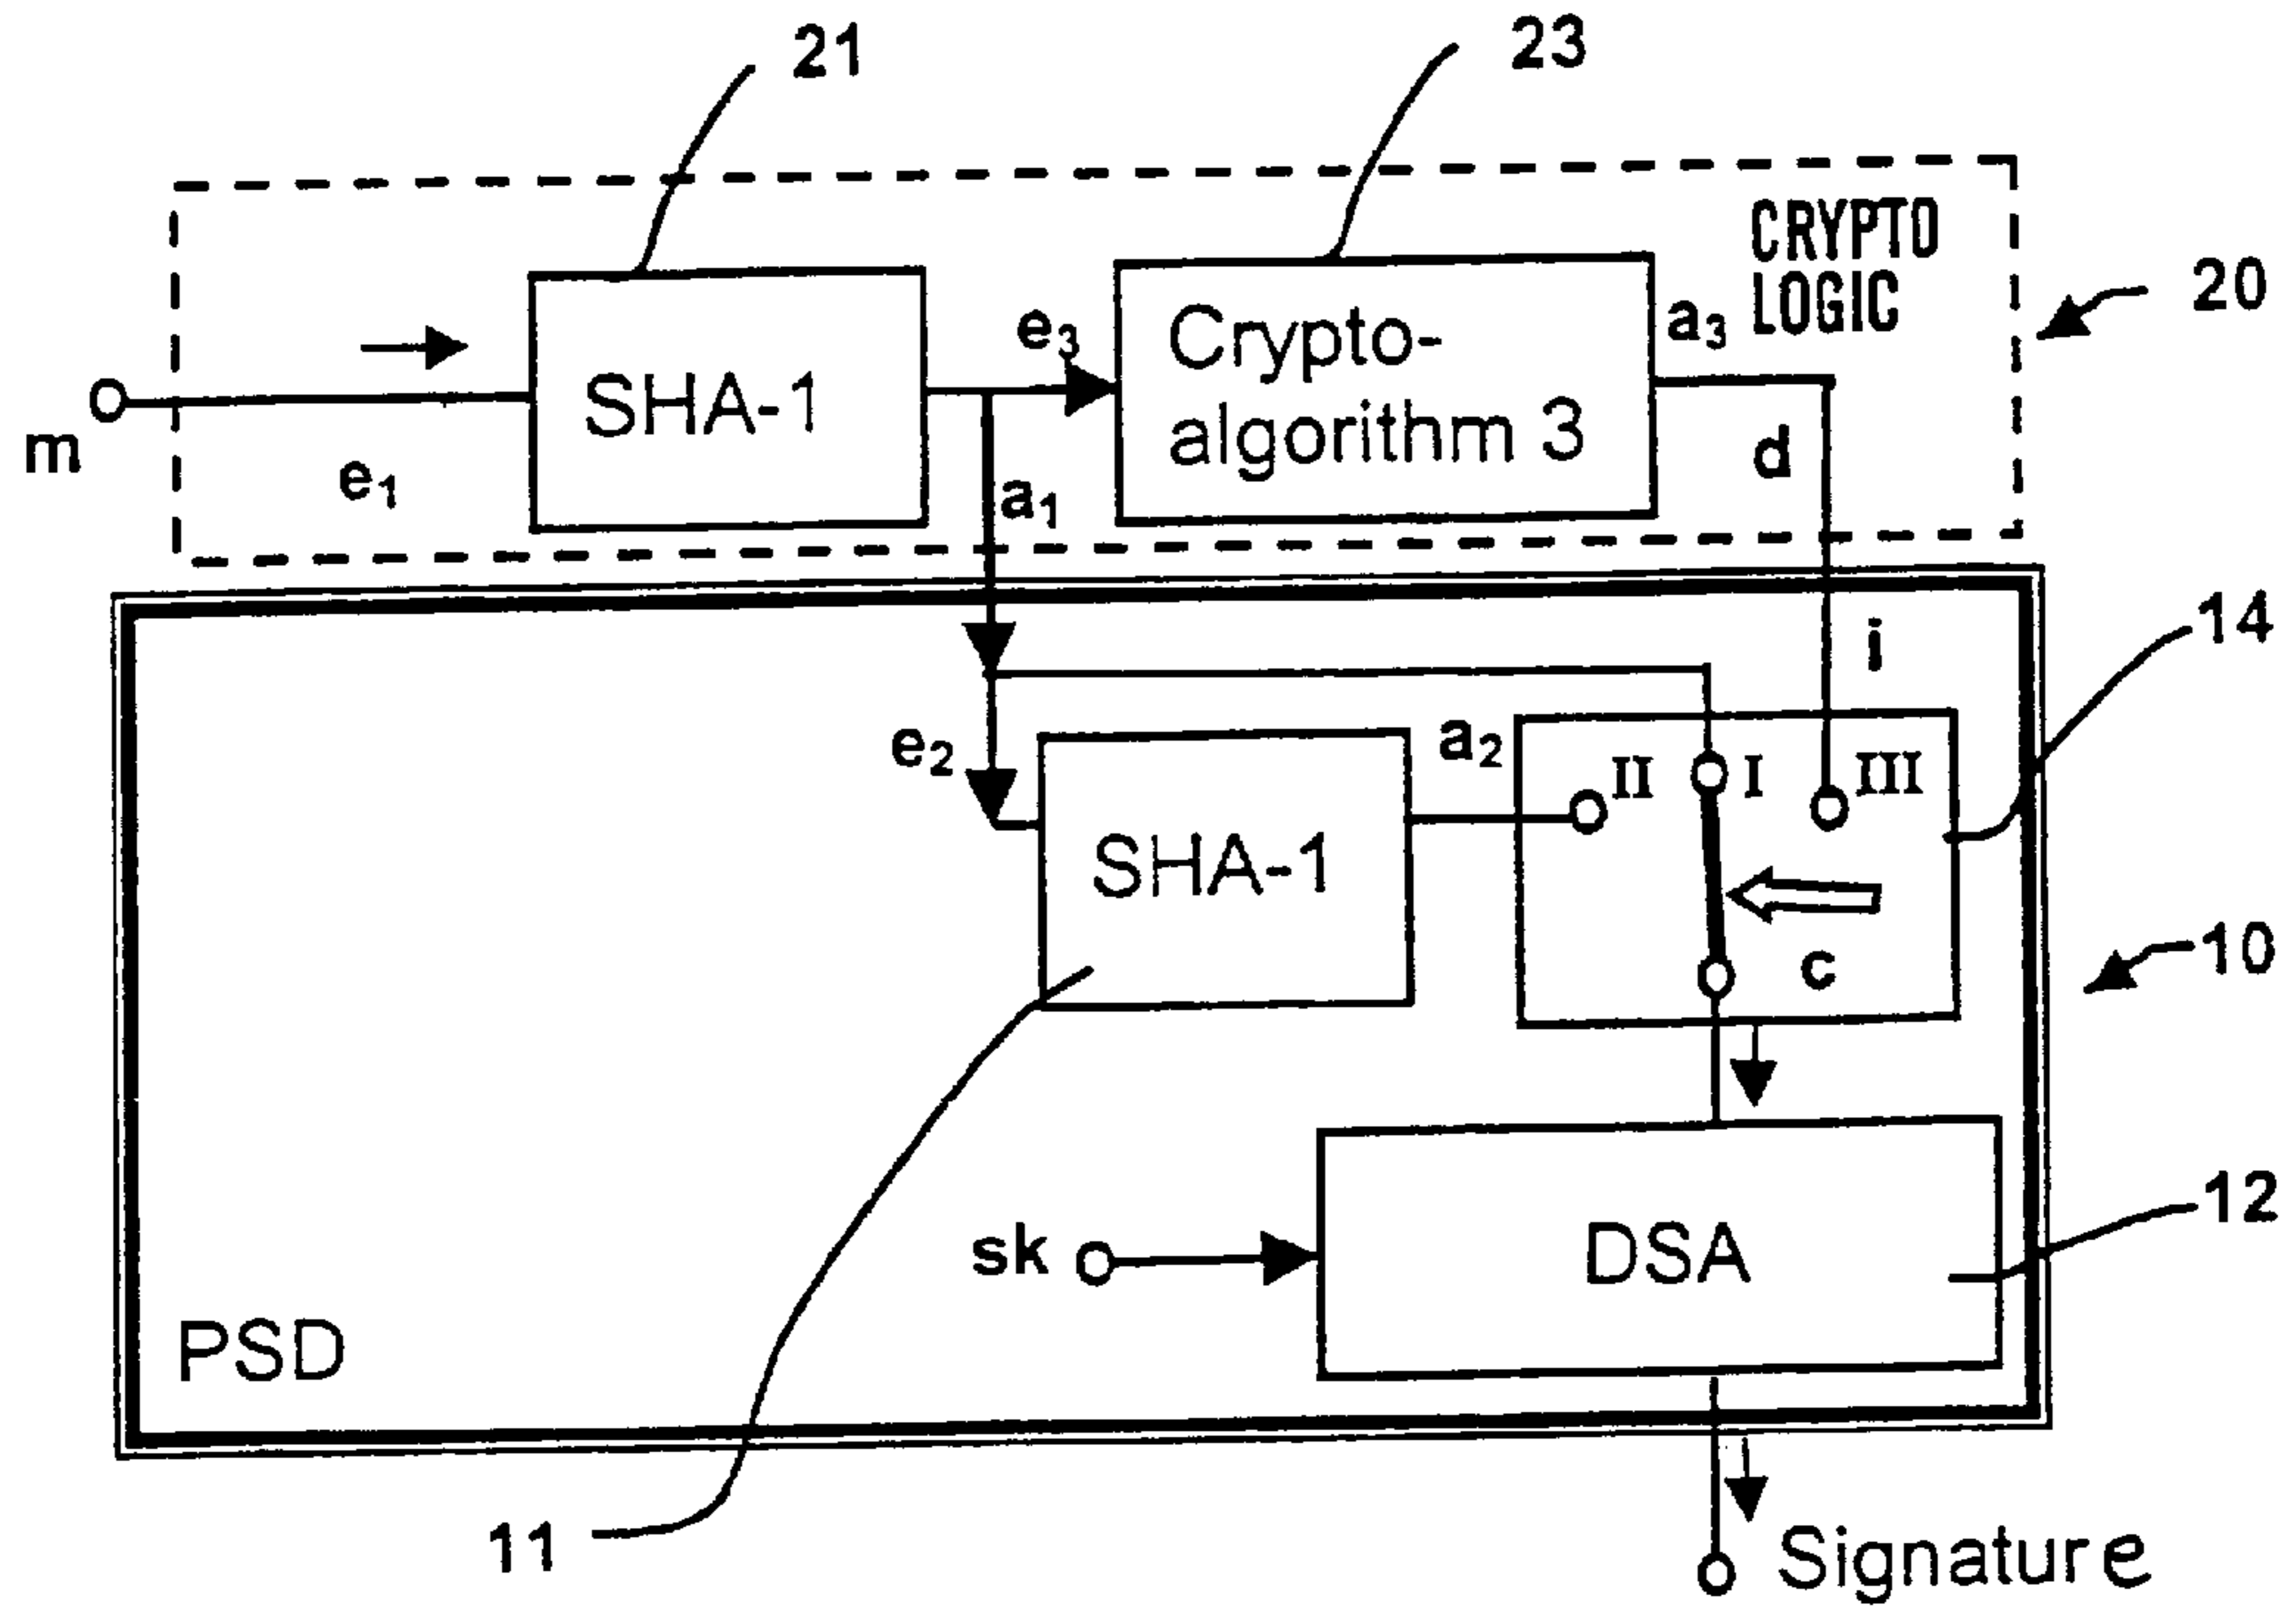 21
23
CRYPTO
LOGIC
20
m
e₁
SHA-1
e₃
Crypto-
algorithm 3
a₃
d
a₁
i
14
e₂
SHA-1
a₂
II
I
III
c
10
sk
DSA
12
PSD
11
Signature